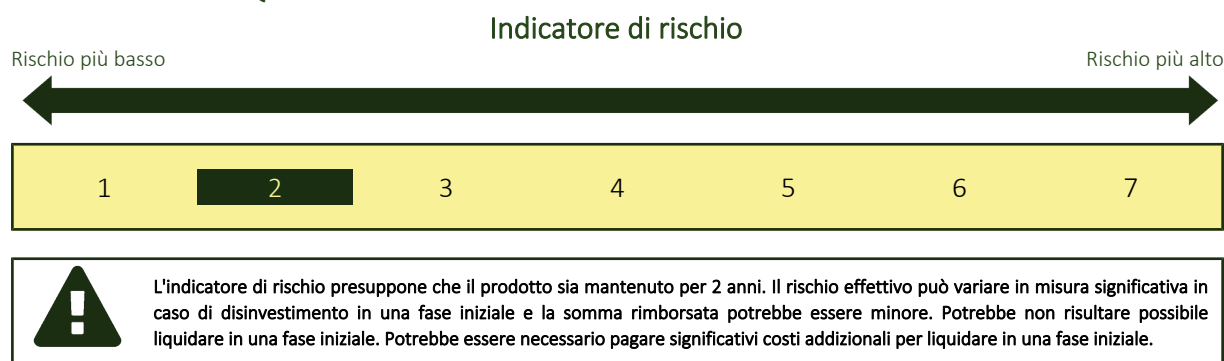 Indicatore di rischio
Rischio più basso
Rischio più alto
1 2 3 4 5 6 7
L'indicatore di rischio presuppone che il prodotto sia mantenuto per 2 anni. Il rischio effettivo può variare in misura significativa in
caso di disinvestimento in una fase iniziale e la somma rimborsata potrebbe essere minore. Potrebbe non risultare possibile
liquidare in una fase iniziale. Potrebbe essere necessario pagare significativi costi addizionali per liquidare in una fase iniziale.